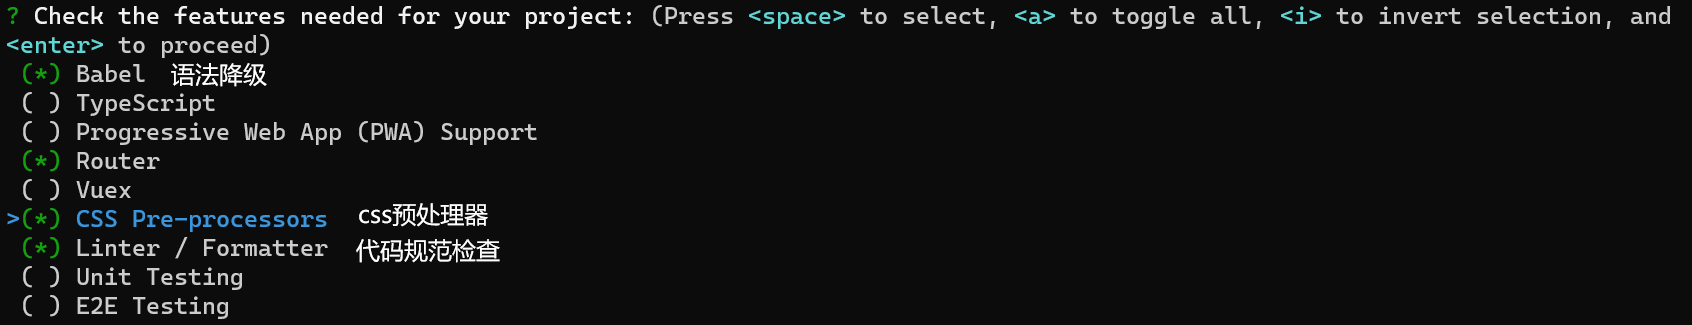 ? Check the features needed for your project: (Press <space> to select, <a> to toggle all, <i> to invert selection, and
<enter> to proceed)
(*) Babel 语法降级
( ) TypeScript
( ) Progressive Web App (PWA) Support
(*) Router
( ) Vuex
>(*) CSS Pre-processors css预处理器
(*) Linter / Formatter 代码规范检查
( ) Unit Testing
( ) E2E Testing